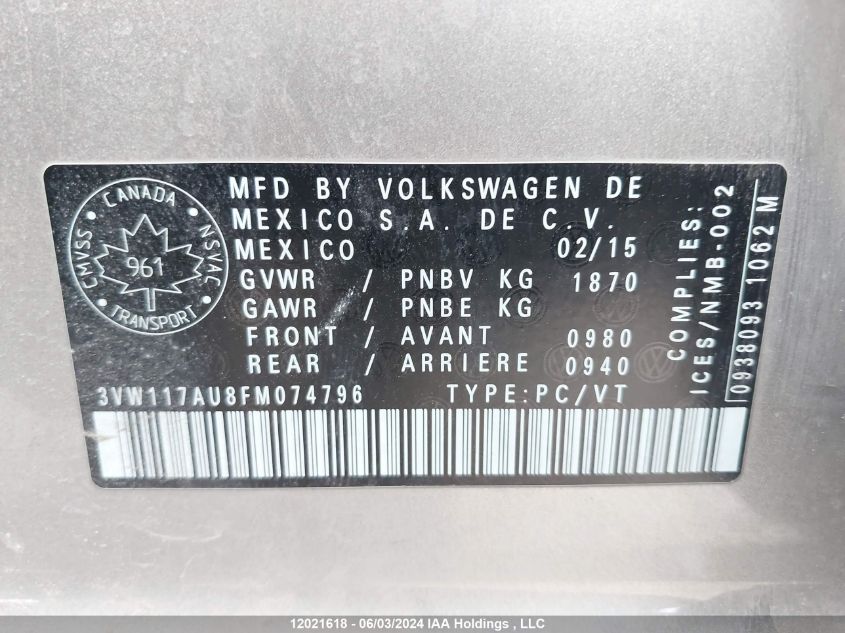 CANADA
CMVSS
NSVAC
961
TRANSPORT
MFD BY VOLKSWAGEN DE
MEXICO S.A. DE C.V.
MEXICO 02/15
GVWR / PNBV KG 1870
GAWR / PNBE KG
FRONT / AVANT 0980
REAR / ARRIERE 0940
3VW117AU8FM074796 TYPE:PC/VT
COMPLIES:
ICES/NMB-002
0938093 1062 M
12021618 - 06/03/2024 IAA Holdings , LLC